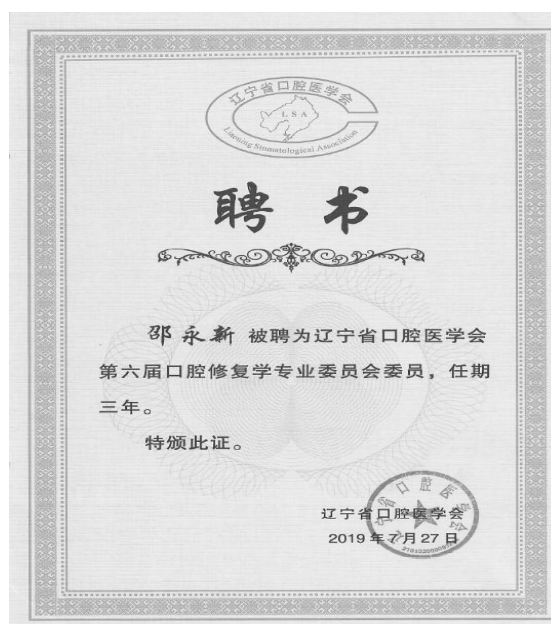 辽宁省口腔医学会
LSA
Liaoning Stomatological Association
聘书
邵永新 被聘为辽宁省口腔医学会
第六届口腔修复学专业委员会委员，任期
三年。
特颁此证。
辽宁省口腔医学会
2019年7月27日
辽宁省口腔医学会